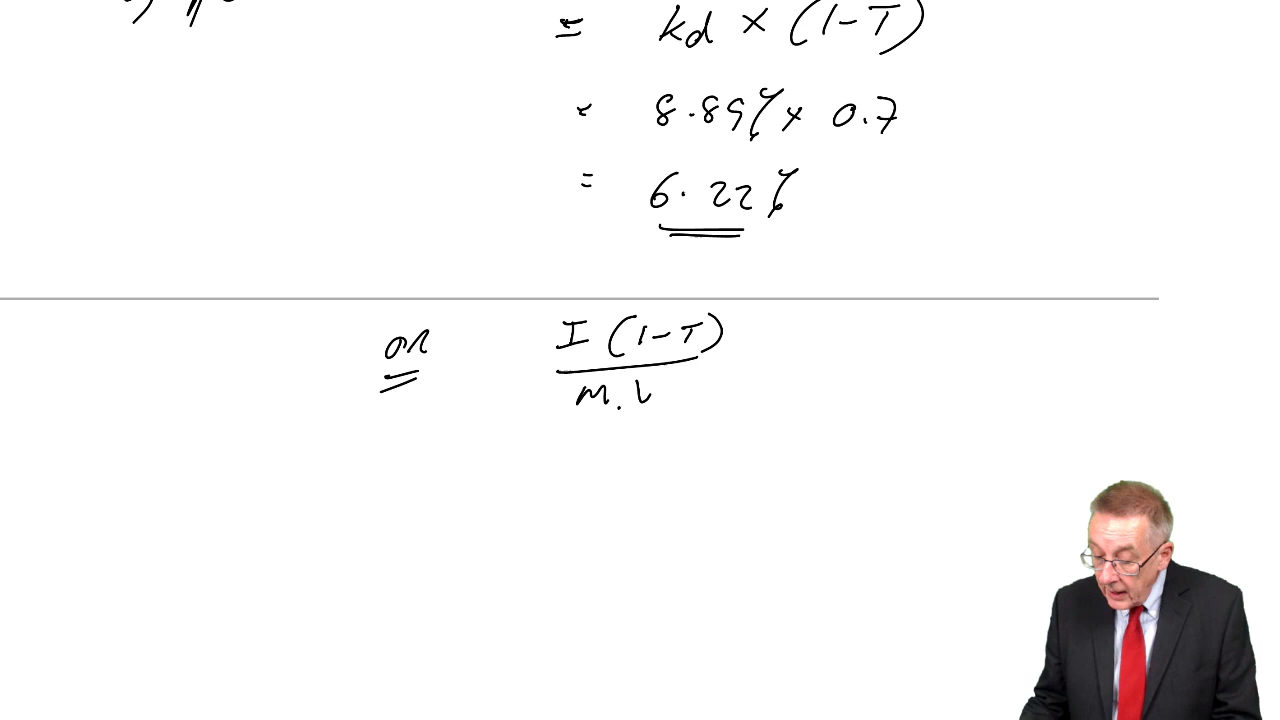 = kd × (1-T)
= 8.89% × 0.7
= 6.22%
or I (1-T)
M.V